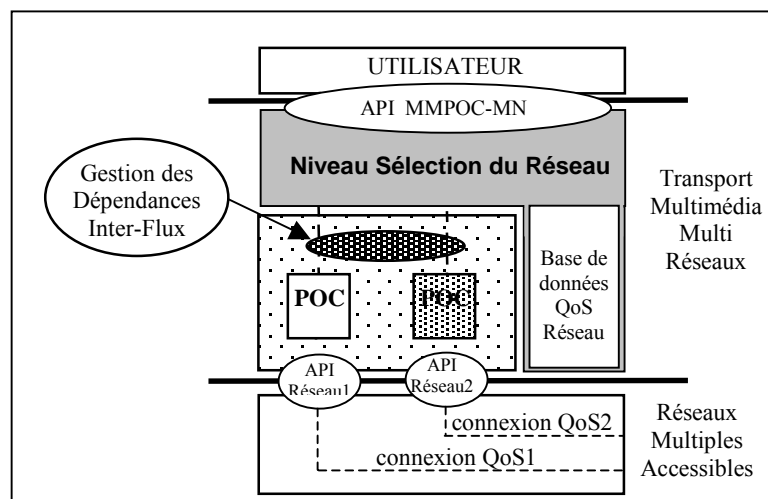 UTILISATEUR
API MMPOC-MN
Niveau Sélection du Réseau
Gestion des
Dépendances
Inter-Flux
Transport
Multimédia
Multi
Réseaux
Base de
données
QoS
Réseau
POC
POC
API
Réseau1
API
Réseau2
connexion QoS2
connexion QoS1
Réseaux
Multiples
Accessibles